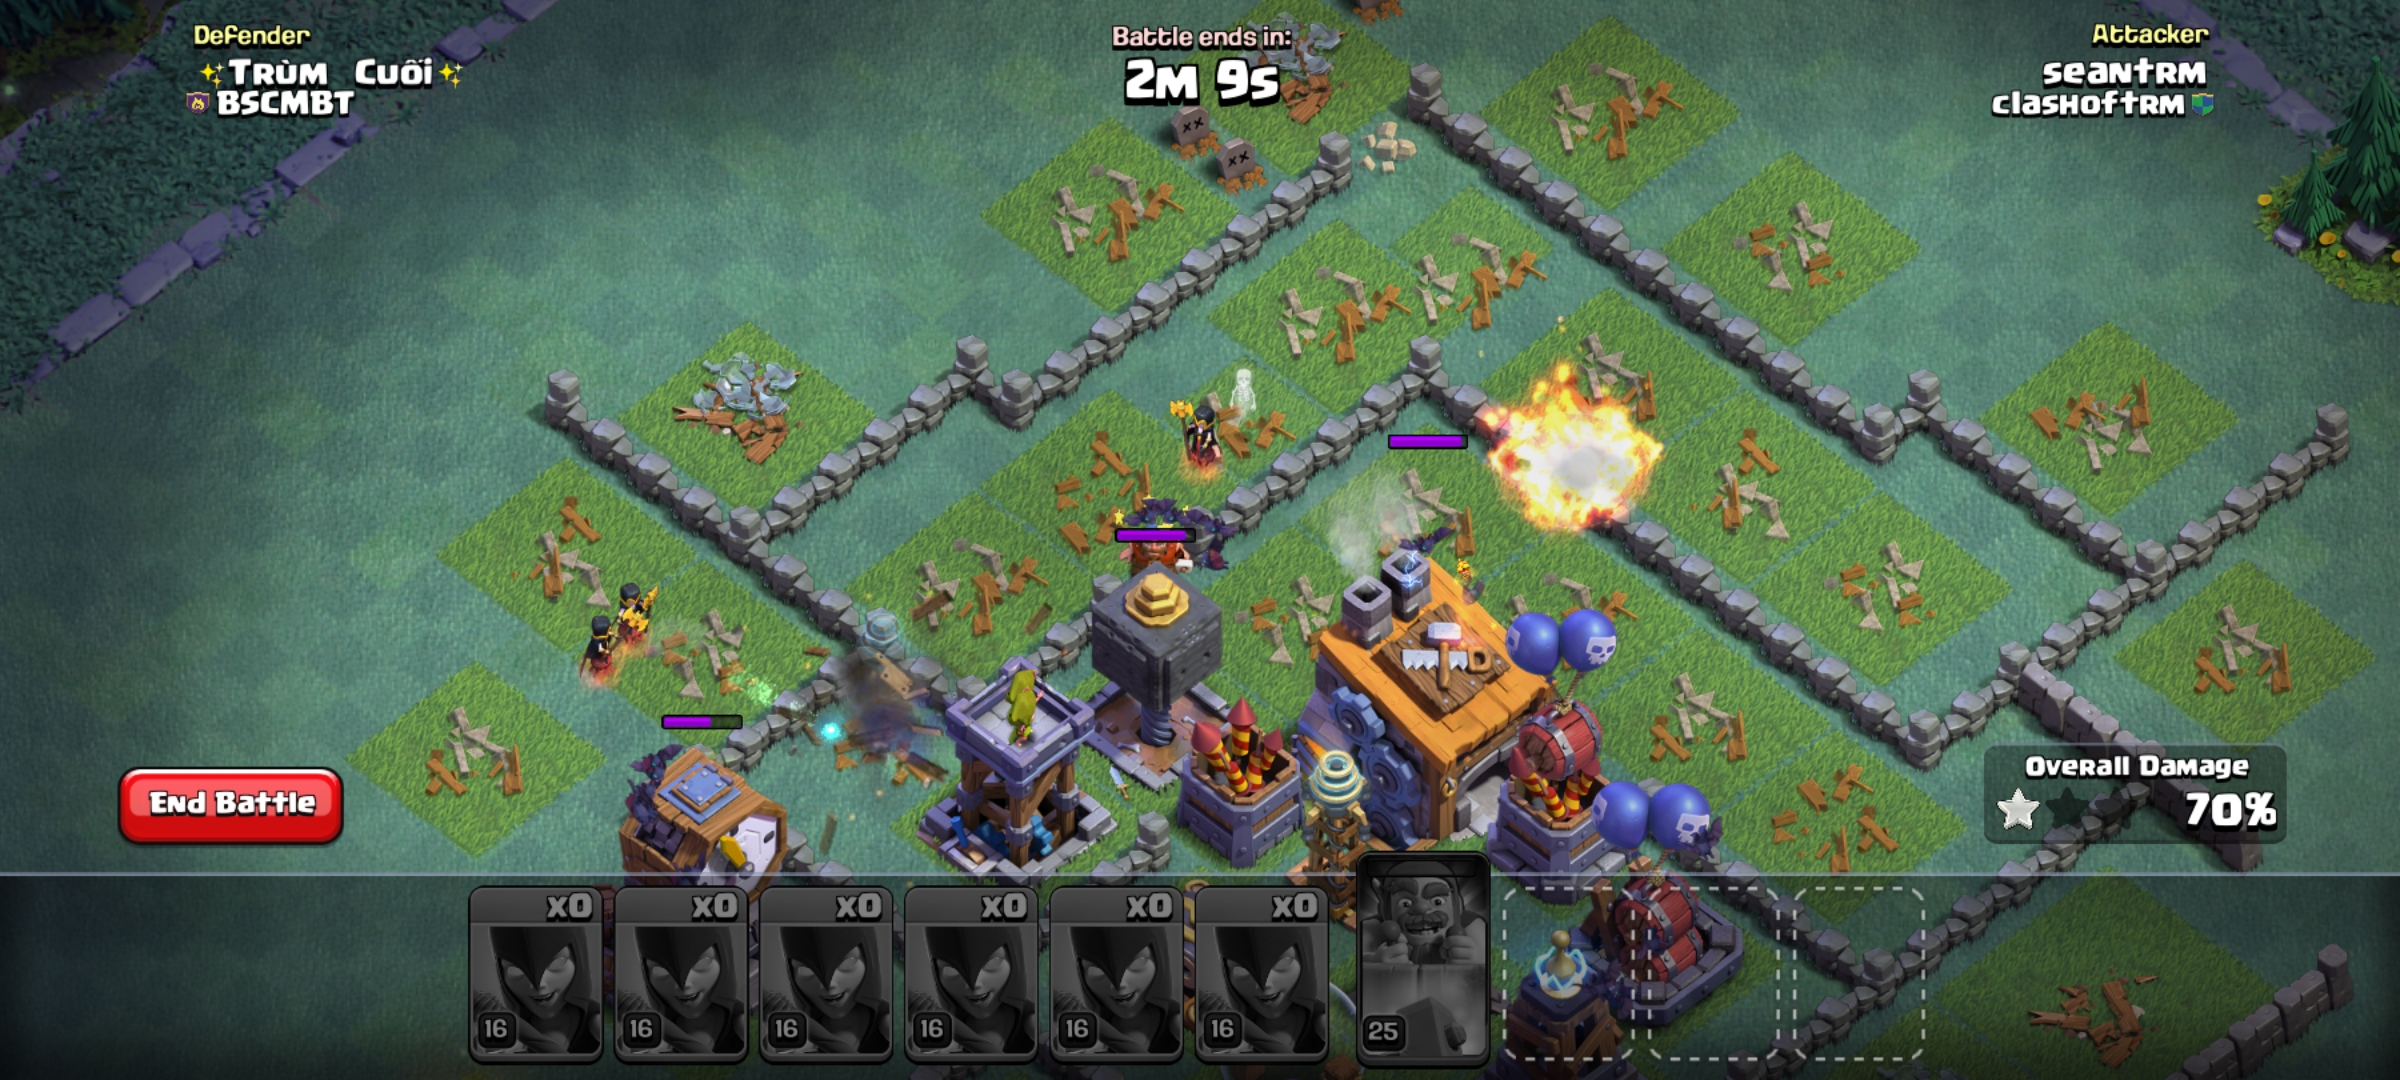 Defender
Trùm Cuối
BSCMBT
Battle ends in:
2m 9s
Attacker
seantrm
clashoftrm
End Battle
Overall Damage
70%
x0
x0
x0
x0
x0
x0
16
16
16
16
16
16
25